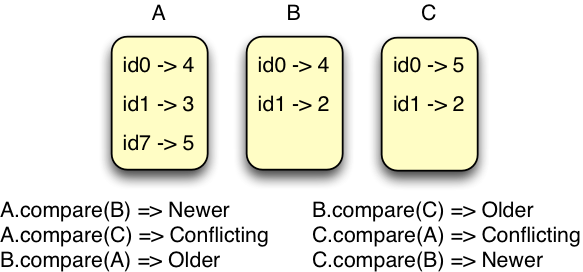 A B C
id0 -> 4 id0 -> 4 id0 -> 5
id1 -> 3 id1 -> 2 id1 -> 2
id7 -> 5
A.compare(B) => Newer B.compare(C) => Older
A.compare(C) => Conflicting C.compare(A) => Conflicting
B.compare(A) => Older C.compare(B) => Newer